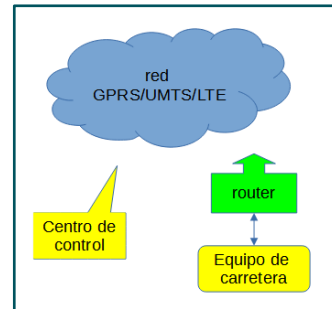 red
GPRS/UMTS/LTE
router
Centro de
control
Equipo de
carretera